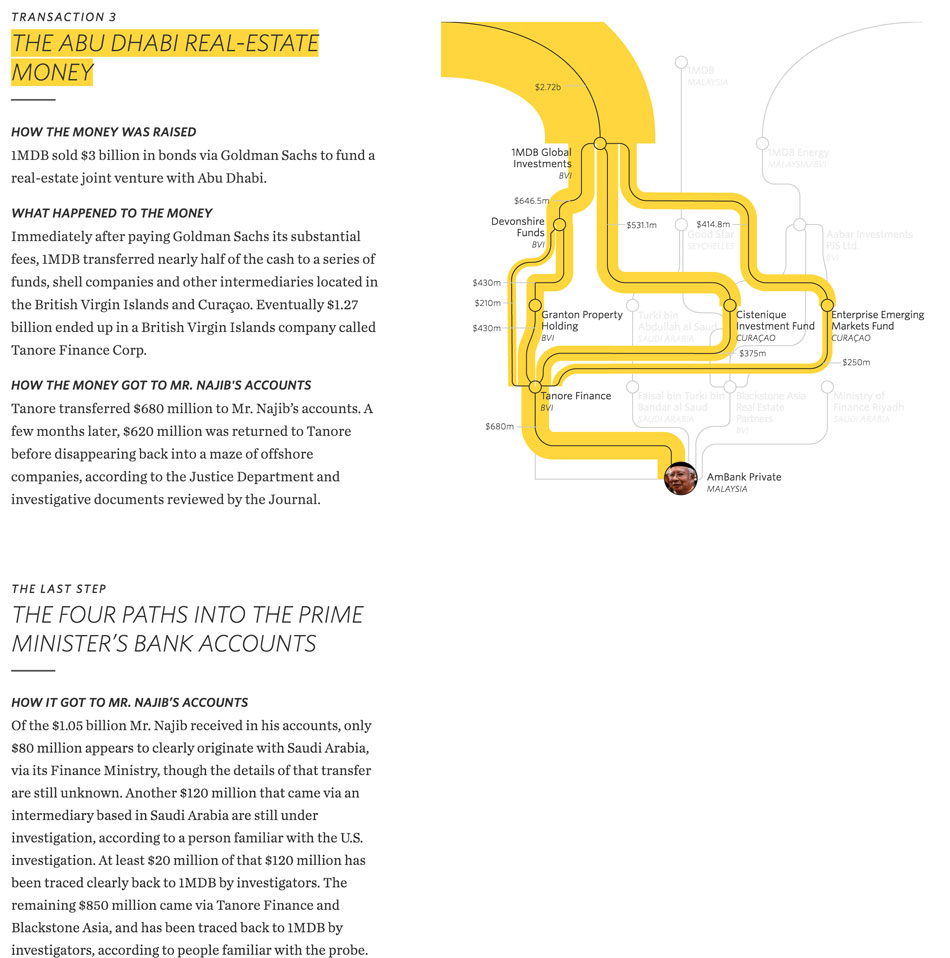 TRANSACTION 3
THE ABU DHABI REAL-ESTATE
MONEY
HOW THE MONEY WAS RAISED
1MDB sold $3 billion in bonds via Goldman Sachs to fund a
real-estate joint venture with Abu Dhabi.
WHAT HAPPENED TO THE MONEY
Immediately after paying Goldman Sachs its substantial
fees, 1MDB transferred nearly half of the cash to a series of
funds, shell companies and other intermediaries located in
the British Virgin Islands and Curaçao. Eventually $1.27
billion ended up in a British Virgin Islands company called
Tanore Finance Corp.
HOW THE MONEY GOT TO MR. NAJIB'S ACCOUNTS
Tanore transferred $680 million to Mr. Najib’s accounts. A
few months later, $620 million was returned to Tanore
before disappearing back into a maze of offshore
companies, according to the Justice Department and
investigative documents reviewed by the Journal.
$2.72b
1MDB
MALAYSIA
1MDB Global
Investments
BVI
1MDB Energy
MALAYSIA/BVI
$646.5m
Devonshire
Funds
BVI
$531.1m
$414.8m
Good Star
SEYCHELLES
Aabar Investments
PJS Ltd.
BVI
$430m
$210m
$430m
Granton Property
Holding
BVI
Turki bin
Abdullah al Saud
SAUDI ARABIA
Cistenique
Investment Fund
CURAÇAO
Enterprise Emerging
Markets Fund
CURAÇAO
$375m
$250m
Tanore Finance
BVI
Faisal bin Turki bin
Bandar al Saud
SAUDI ARABIA
Blackstone Asia
Real Estate
Partners
BVI
Ministry of
Finance Riyadh
SAUDI ARABIA
$680m
AmBank Private
MALAYSIA
THE LAST STEP
THE FOUR PATHS INTO THE PRIME
MINISTER’S BANK ACCOUNTS
HOW IT GOT TO MR. NAJIB’S ACCOUNTS
Of the $1.05 billion Mr. Najib received in his accounts, only
$80 million appears to clearly originate with Saudi Arabia,
via its Finance Ministry, though the details of that transfer
are still unknown. Another $120 million that came via an
intermediary based in Saudi Arabia are still under
investigation, according to a person familiar with the U.S.
investigation. At least $20 million of that $120 million has
been traced clearly back to 1MDB by investigators. The
remaining $850 million came via Tanore Finance and
Blackstone Asia, and has been traced back to 1MDB by
investigators, according to people familiar with the probe.